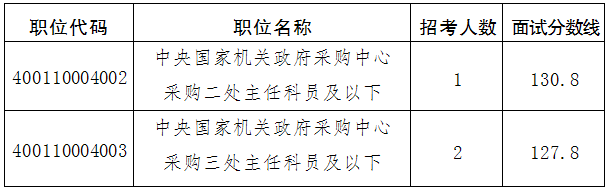 职位代码 职位名称 招考人数 面试分数线
400110004002 中央国家机关政府采购中心 1 130.8
采购二处主任科员及以下
400110004003 中央国家机关政府采购中心 2 127.8
采购三处主任科员及以下